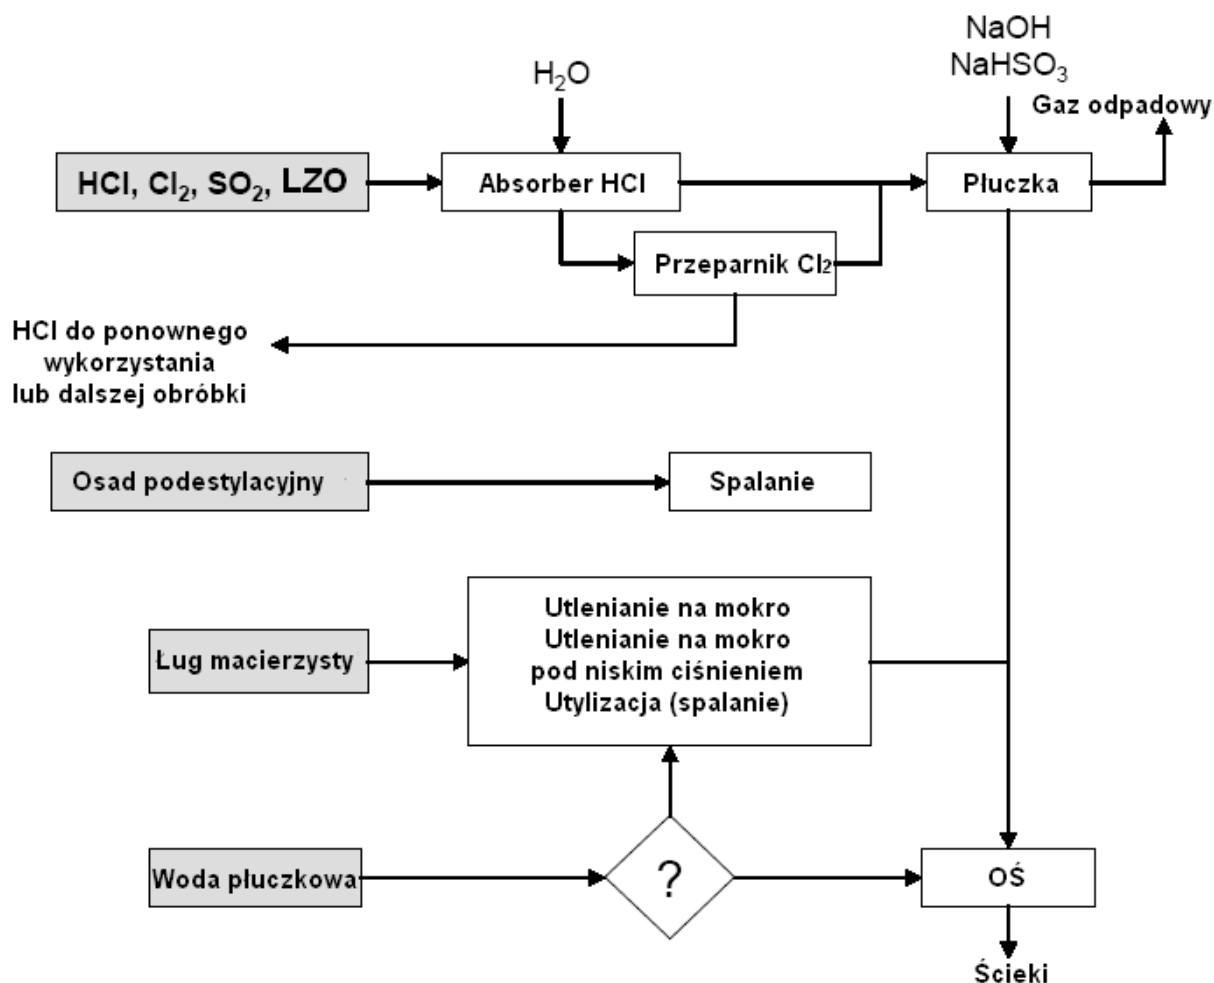 NaOH
NaHSO₃
H₂O
Gaz odpadowy
HCl, Cl₂, SO₂, LZO
Absorber HCl
Płuczka
Przeparnik Cl₂
HCl do ponownego
wykorzystania
lub dalszej obróbki
Osad podestylacyjny
Spalanie
Utlenianie na mokro
Utlenianie na mokro
pod niskim ciśnieniem
Utylizacja (spalanie)
Ług macierzysty
Woda płuczkowa
?
OŚ
Ścieki